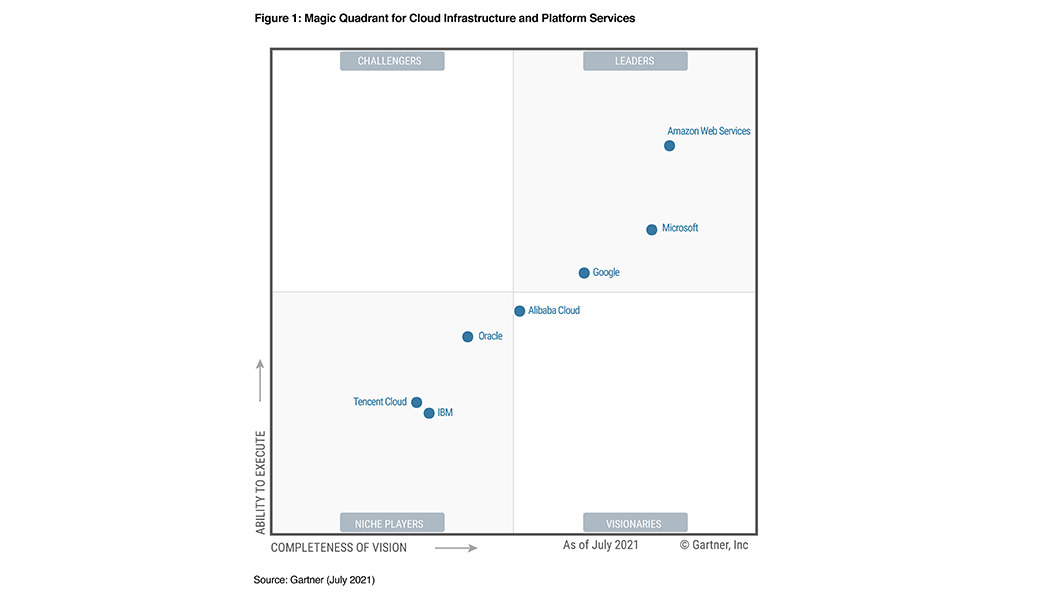 Figure 1: Magic Quadrant for Cloud Infrastructure and Platform Services
CHALLENGERS
LEADERS
Amazon Web Services
Microsoft
Google
Alibaba Cloud
Oracle
Tencent Cloud
IBM
ABILITY TO EXECUTE
NICHE PLAYERS
VISIONARIES
COMPLETENESS OF VISION
As of July 2021
© Gartner, Inc
Source: Gartner (July 2021)